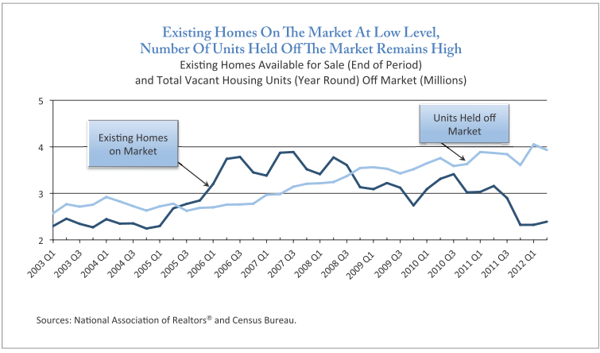 Existing Homes On The Market At Low Level,
Number Of Units Held Off The Market Remains High
Existing Homes Available for Sale (End of Period)
and Total Vacant Housing Units (Year Round) Off Market (Millions)
5
Units Held off
Market
Existing Homes
on Market
4
3
2
2003 Q1
2003 Q3
2004 Q1
2004 Q3
2005 Q1
2005 Q3
2006 Q1
2006 Q3
2007 Q1
2007 Q3
2008 Q1
2008 Q3
2009 Q1
2009 Q3
2010 Q1
2010 Q3
2011 Q1
2011 Q3
2012 Q1
Sources: National Association of Realtors® and Census Bureau.